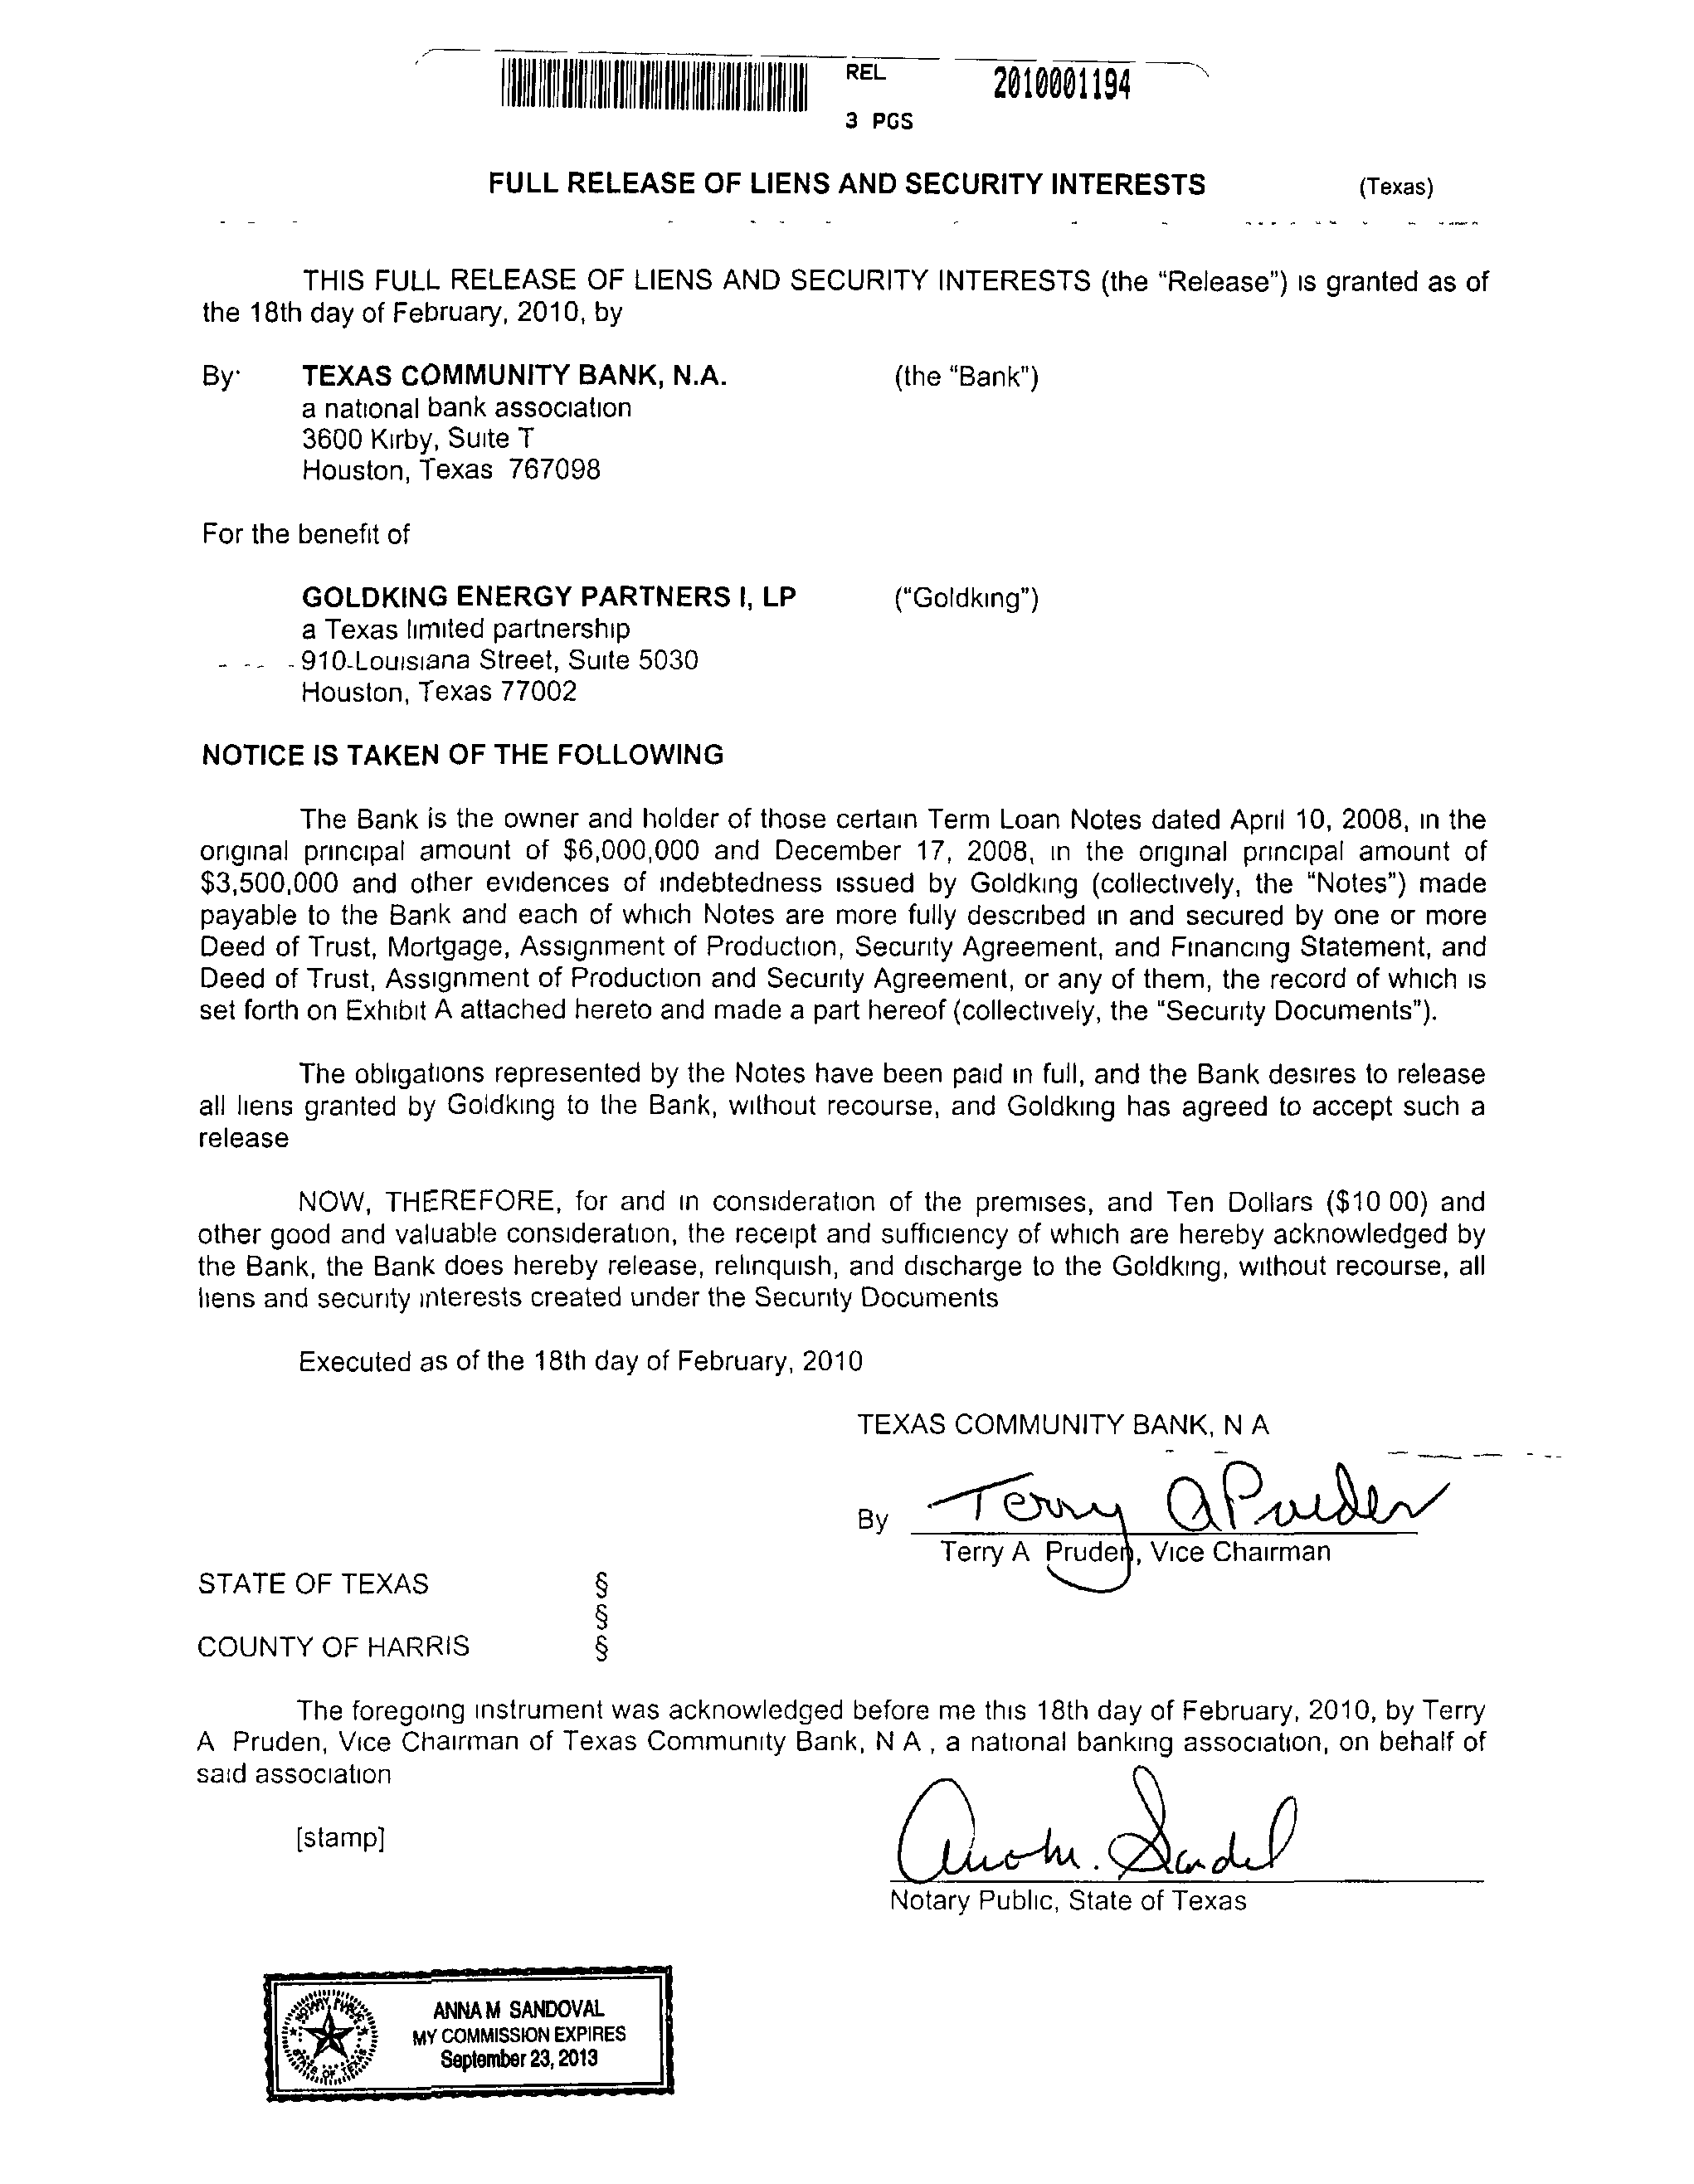 REL 2010001194
3 PGS
FULL RELEASE OF LIENS AND SECURITY INTERESTS (Texas)
THIS FULL RELEASE OF LIENS AND SECURITY INTERESTS (the “Release”) is granted as of
the 18th day of February, 2010, by
By: TEXAS COMMUNITY BANK, N.A. (the “Bank”)
a national bank association
3600 Kirby, Suite T
Houston, Texas 767098
For the benefit of
GOLDKING ENERGY PARTNERS I, LP (“Goldking”)
a Texas limited partnership
910 Louisiana Street, Suite 5030
Houston, Texas 77002
NOTICE IS TAKEN OF THE FOLLOWING
The Bank is the owner and holder of those certain Term Loan Notes dated April 10, 2008, in the
original principal amount of $6,000,000 and December 17, 2008, in the original principal amount of
$3,500,000 and other evidences of indebtedness issued by Goldking (collectively, the “Notes”) made
payable to the Bank and each of which Notes are more fully described in and secured by one or more
Deed of Trust, Mortgage, Assignment of Production, Security Agreement, and Financing Statement, and
Deed of Trust, Assignment of Production and Security Agreement, or any of them, the record of which is
set forth on Exhibit A attached hereto and made a part hereof (collectively, the “Security Documents”).
The obligations represented by the Notes have been paid in full, and the Bank desires to release
all liens granted by Goldking to the Bank, without recourse, and Goldking has agreed to accept such a
release
NOW, THEREFORE, for and in consideration of the premises, and Ten Dollars ($10 00) and
other good and valuable consideration, the receipt and sufficiency of which are hereby acknowledged by
the Bank, the Bank does hereby release, relinquish, and discharge to the Goldking, without recourse, all
liens and security interests created under the Security Documents
Executed as of the 18th day of February, 2010
TEXAS COMMUNITY BANK, N A
By Terry A Pruden
Terry A Pruden, Vice Chairman
STATE OF TEXAS §
§
COUNTY OF HARRIS §
The foregoing instrument was acknowledged before me this 18th day of February, 2010, by Terry
A Pruden, Vice Chairman of Texas Community Bank, N A , a national banking association, on behalf of
said association
[stamp]
Notary Public, State of Texas
NOTARY PUBLIC
STATE OF TEXAS
ANNA M SANDOVAL
MY COMMISSION EXPIRES
September 23, 2013